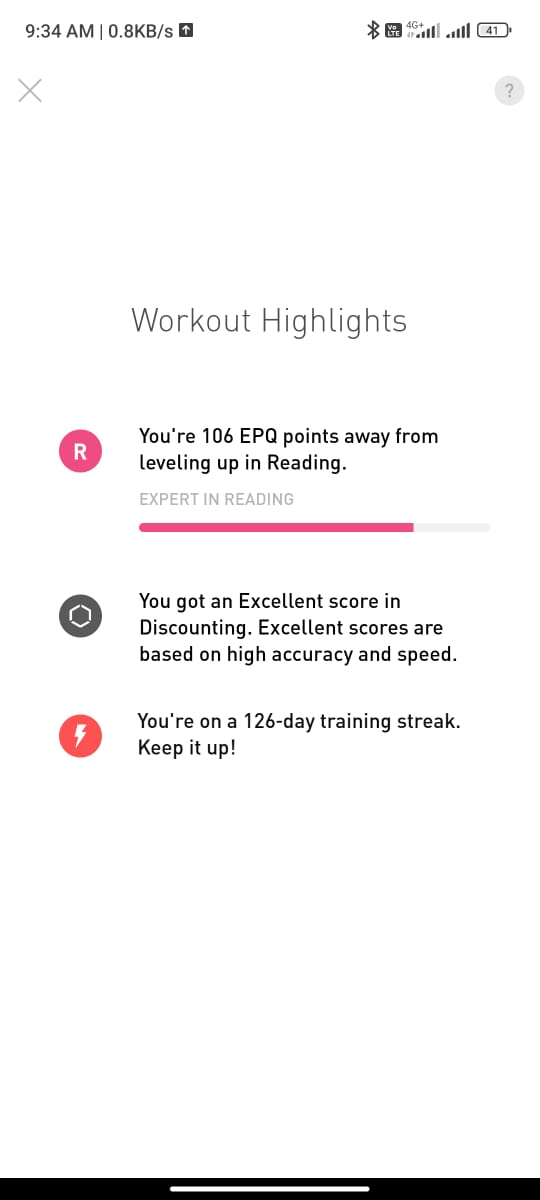 9:34 AM | 0.8KB/s
Vo LTE 4G+ 41
?
Workout Highlights
R
You're 106 EPQ points away from
leveling up in Reading.
EXPERT IN READING
You got an Excellent score in
Discounting. Excellent scores are
based on high accuracy and speed.
You're on a 126-day training streak.
Keep it up!